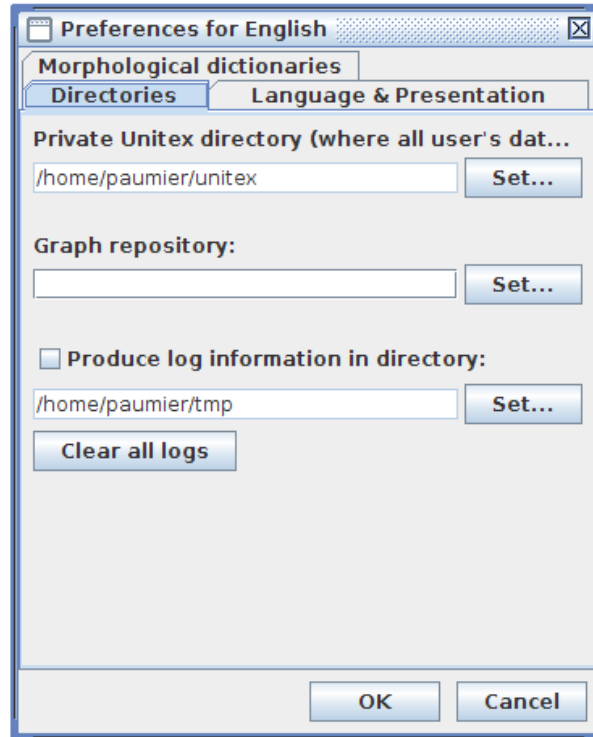 Preferences for English
Morphological dictionaries
Directories Language & Presentation
Private Unitex directory (where all user's dat...
/home/paumier/unitex Set...
Graph repository:
Set...
Produce log information in directory:
/home/paumier/tmp Set...
Clear all logs
OK Cancel